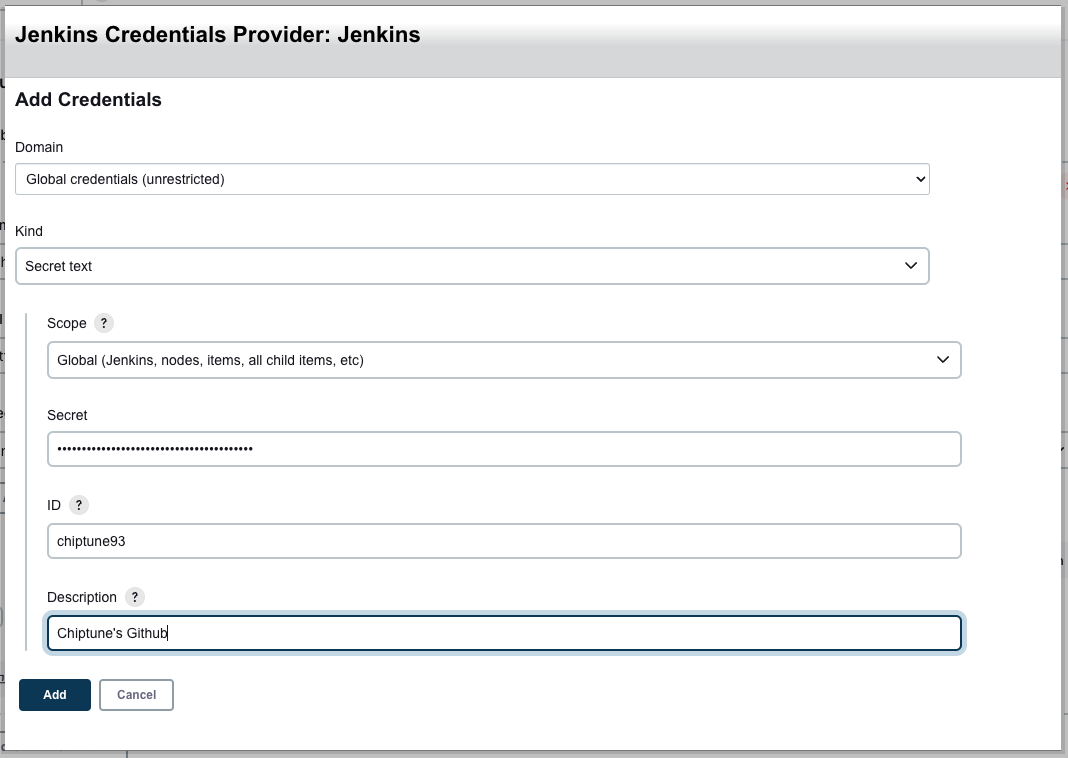 Jenkins Credentials Provider: Jenkins
Add Credentials
Domain
Global credentials (unrestricted)
Kind
Secret text
Scope ?
Global (Jenkins, nodes, items, all child items, etc)
Secret
••••••••••••••••••••••••••••••••••••••••
ID ?
chiptune93
Description ?
Chiptune's Github
Add Cancel